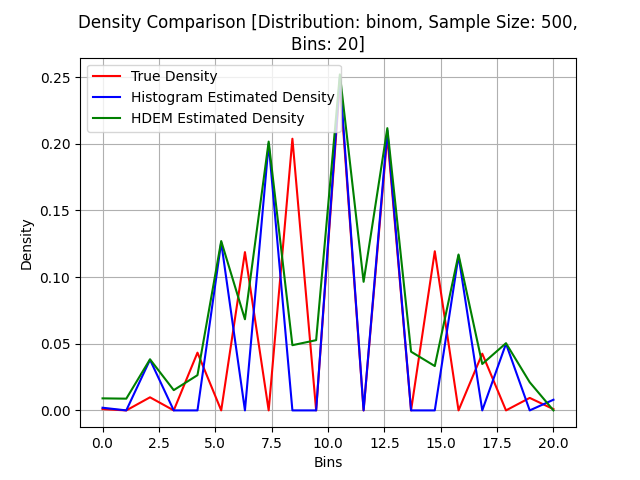 Density Comparison [Distribution: binom, Sample Size: 500,
Bins: 20]
True Density
Histogram Estimated Density
HDEM Estimated Density
0.25
0.20
0.15
0.10
0.05
0.00
Density
0.0 2.5 5.0 7.5 10.0 12.5 15.0 17.5 20.0
Bins